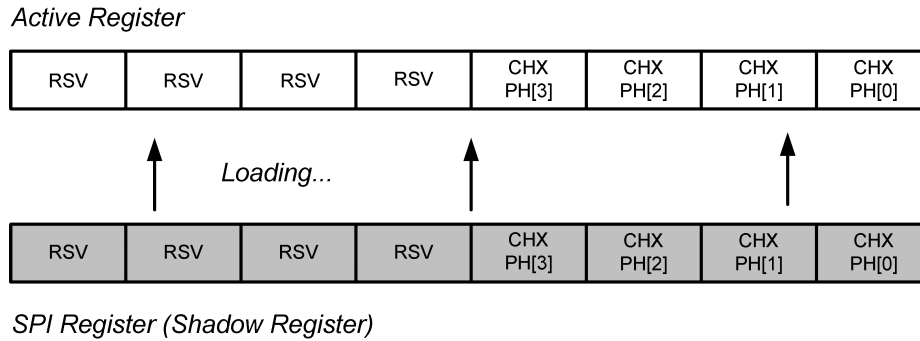 Active Register
RSV RSV RSV RSV CHX PH[3] CHX PH[2] CHX PH[1] CHX PH[0]
Loading...
RSV RSV RSV RSV CHX PH[3] CHX PH[2] CHX PH[1] CHX PH[0]
SPI Register (Shadow Register)